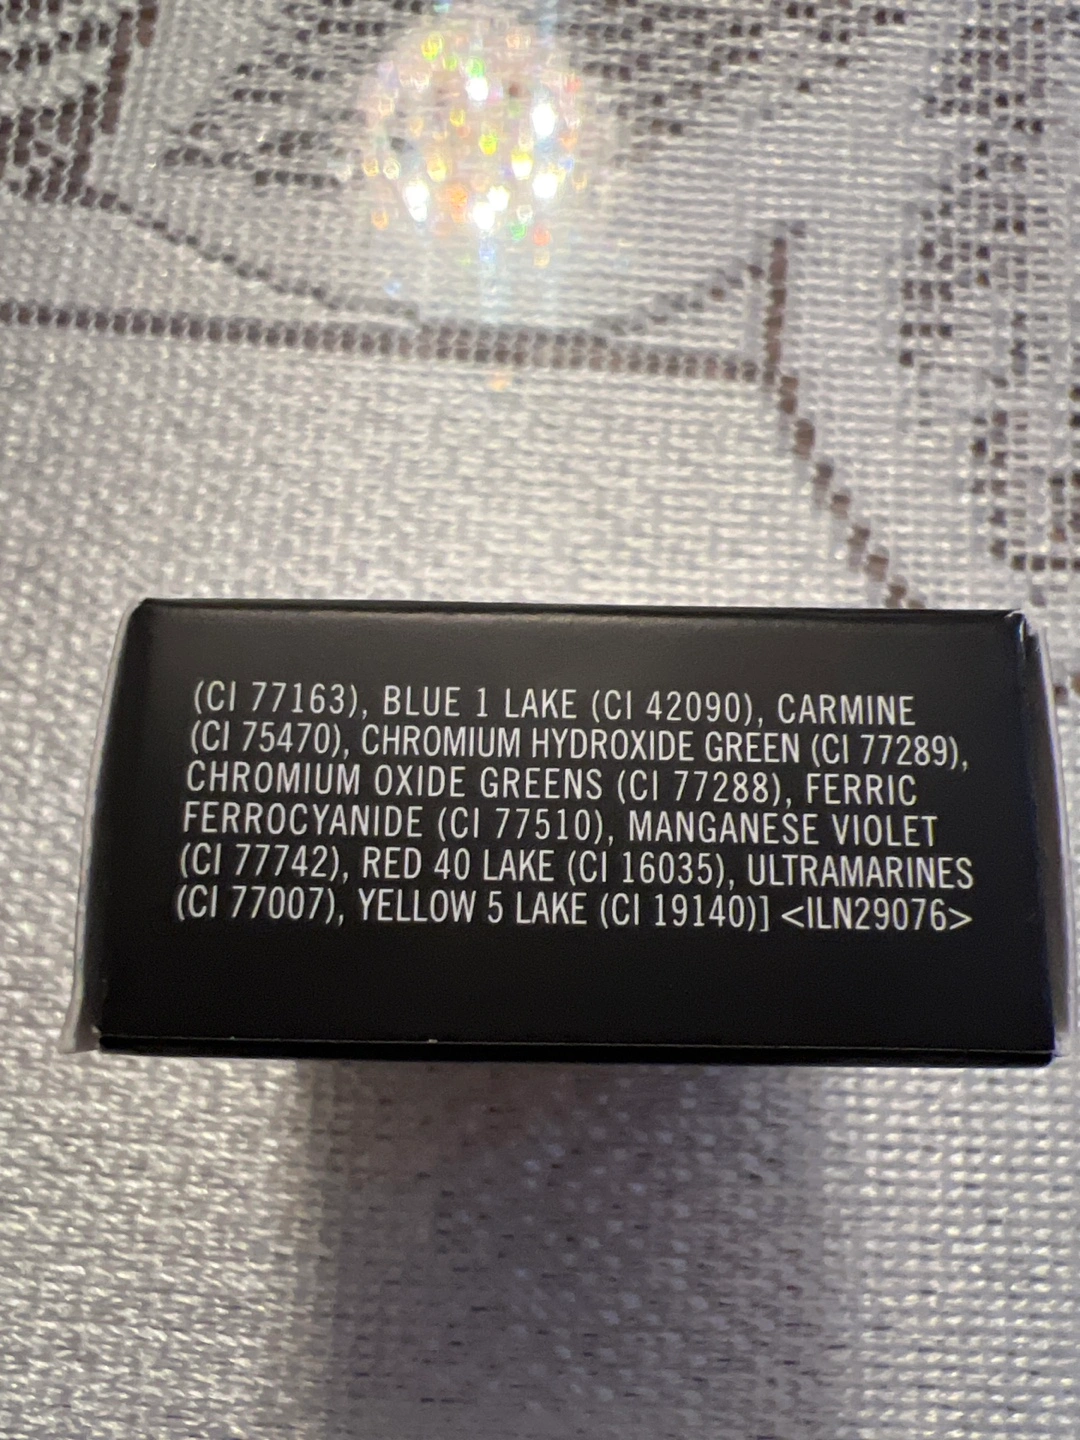 (CI 77163), BLUE 1 LAKE (CI 42090), CARMINE
(CI 75470), CHROMIUM HYDROXIDE GREEN (CI 77289),
CHROMIUM OXIDE GREENS (CI 77288), FERRIC
FERROCYANIDE (CI 77510), MANGANESE VIOLET
(CI 77742), RED 40 LAKE (CI 16035), ULTRAMARINES
(CI 77007), YELLOW 5 LAKE (CI 19140)] <ILN29076>